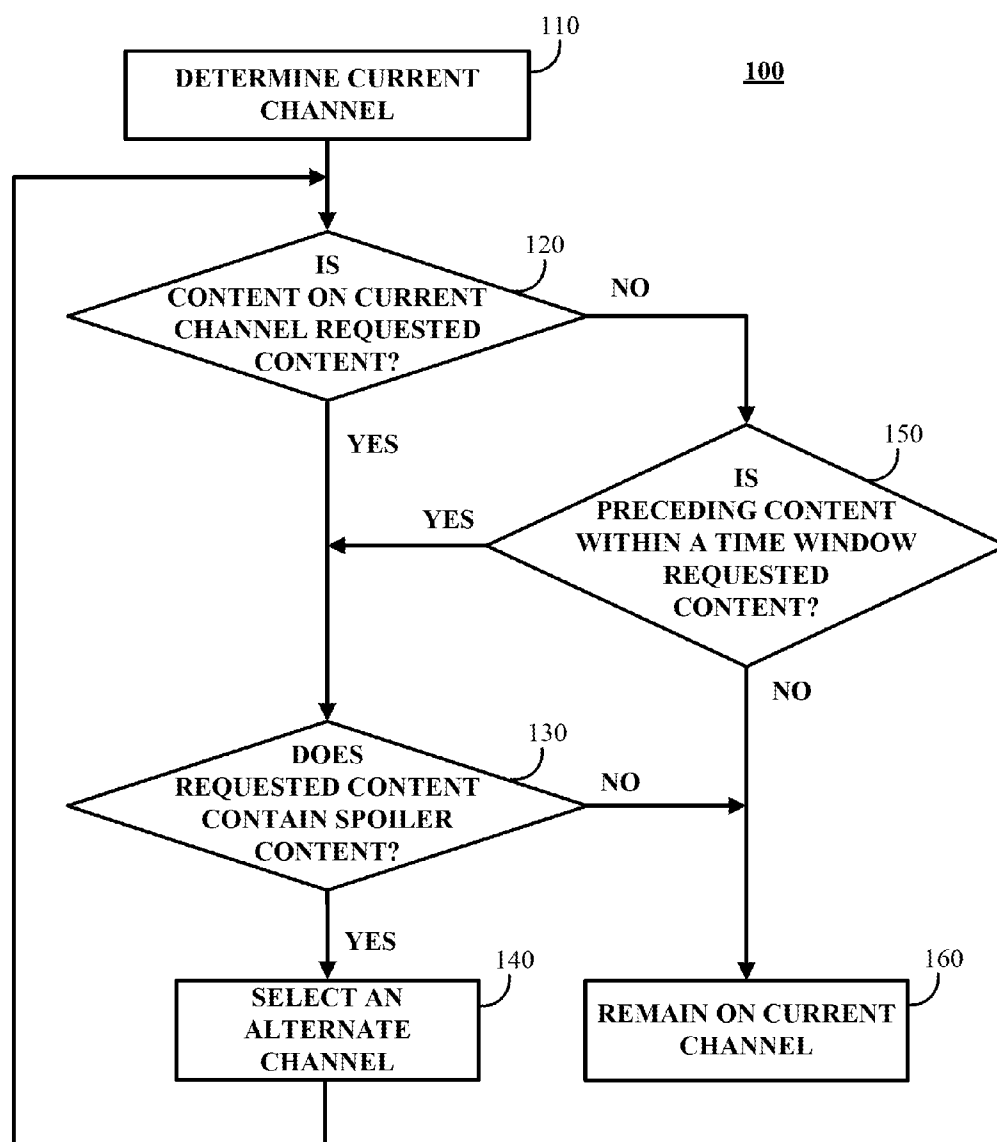 110
DETERMINE CURRENT
CHANNEL
100
120
IS
CONTENT ON CURRENT
CHANNEL REQUESTED
CONTENT?
NO
YES
150
IS
PRECEDING CONTENT
WITHIN A TIME WINDOW
REQUESTED
CONTENT?
YES
NO
130
DOES
REQUESTED CONTENT
CONTAIN SPOILER
CONTENT?
NO
YES
140
SELECT AN
ALTERNATE
CHANNEL
160
REMAIN ON CURRENT
CHANNEL